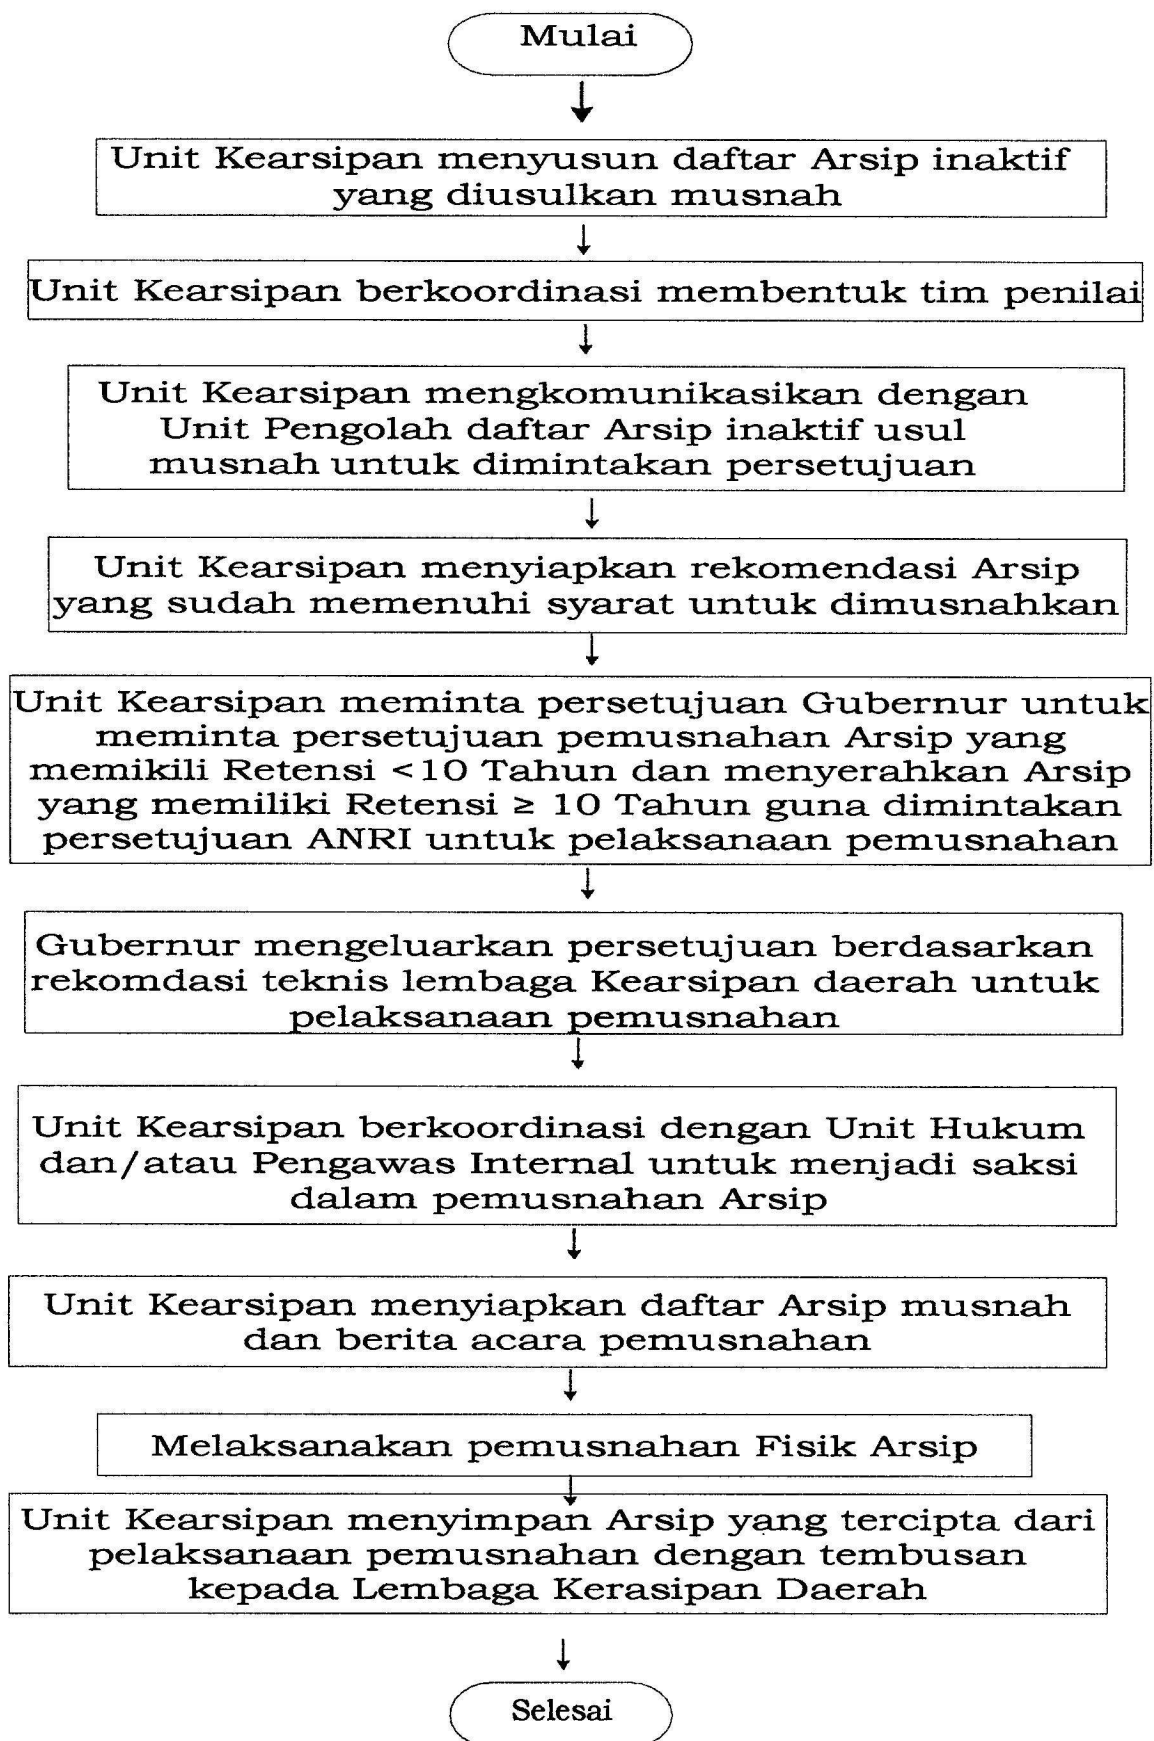 Mulai
Unit Kearsipan menyusun daftar Arsip inaktif
yang diusulkan musnah
Unit Kearsipan berkoordinasi membentuk tim penilai
Unit Kearsipan mengkomunikasikan dengan
Unit Pengolah daftar Arsip inaktif usul
musnah untuk dimintakan persetujuan
Unit Kearsipan menyiapkan rekomendasi Arsip
yang sudah memenuhi syarat untuk dimusnahkan
Unit Kearsipan meminta persetujuan Gubernur untuk
meminta persetujuan pemusnahan Arsip yang
memikili Retensi <10 Tahun dan menyerahkan Arsip
yang memiliki Retensi ≥ 10 Tahun guna dimintakan
persetujuan ANRI untuk pelaksanaan pemusnahan
Gubernur mengeluarkan persetujuan berdasarkan
rekomdasi teknis lembaga Kearsipan daerah untuk
pelaksanaan pemusnahan
Unit Kearsipan berkoordinasi dengan Unit Hukum
dan/atau Pengawas Internal untuk menjadi saksi
dalam pemusnahan Arsip
Unit Kearsipan menyiapkan daftar Arsip musnah
dan berita acara pemusnahan
Melaksanakan pemusnahan Fisik Arsip
Unit Kearsipan menyimpan Arsip yang tercipta dari
pelaksanaan pemusnahan dengan tembusan
kepada Lembaga Kerasipan Daerah
Selesai